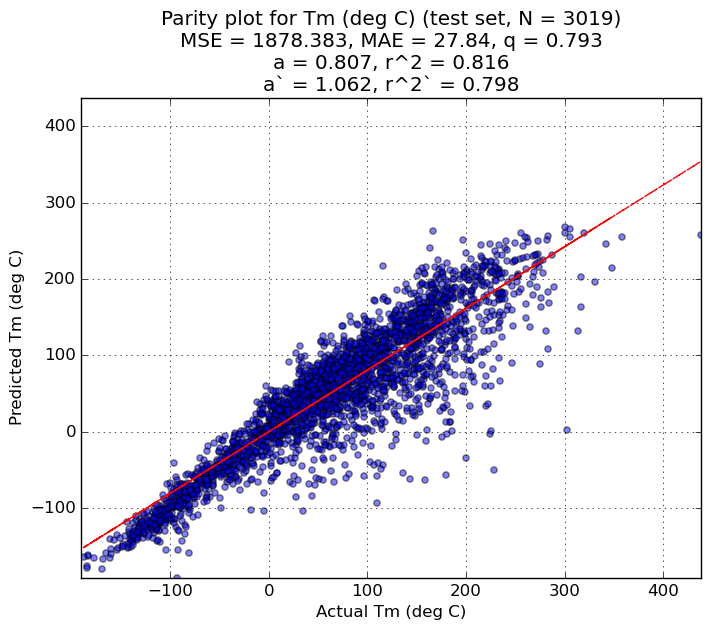 Parity plot for Tm (deg C) (test set, N = 3019)
MSE = 1878.383, MAE = 27.84, q = 0.793
a = 0.807, r^2 = 0.816
a` = 1.062, r^2` = 0.798
400
300
200
100
0
−100
Predicted Tm (deg C)
−100 0 100 200 300 400
Actual Tm (deg C)